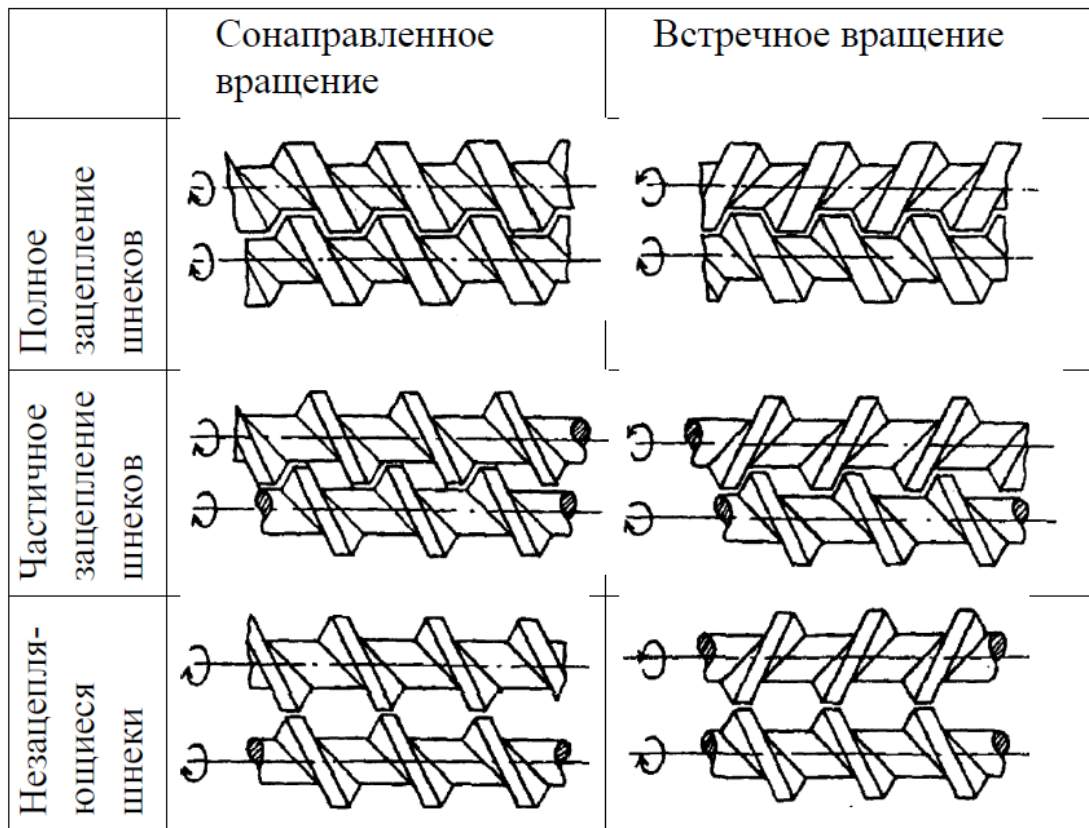 Сонаправленное
вращение
Встречное вращение
Полное
зацепление
шнеков
Частичное
зацепление
шнеков
Незацепля-
ющиеся
шнеки